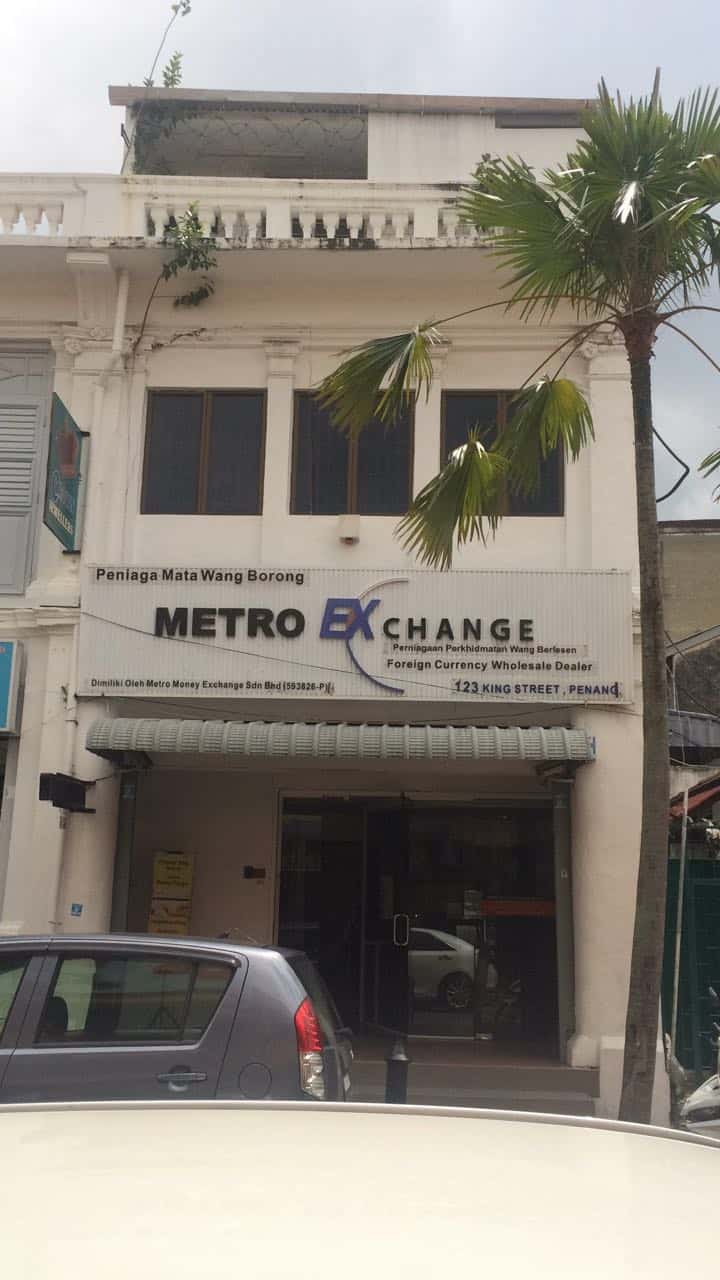 Peniaga Mata Wang Borong
METRO EXCHANGE
Perniagaan Perkhidmatan Wang Berlesen
Foreign Currency Wholesale Dealer
Dimiliki Oleh Metro Money Exchange Sdn Bhd (593826-P)
123 KING STREET, PENANG